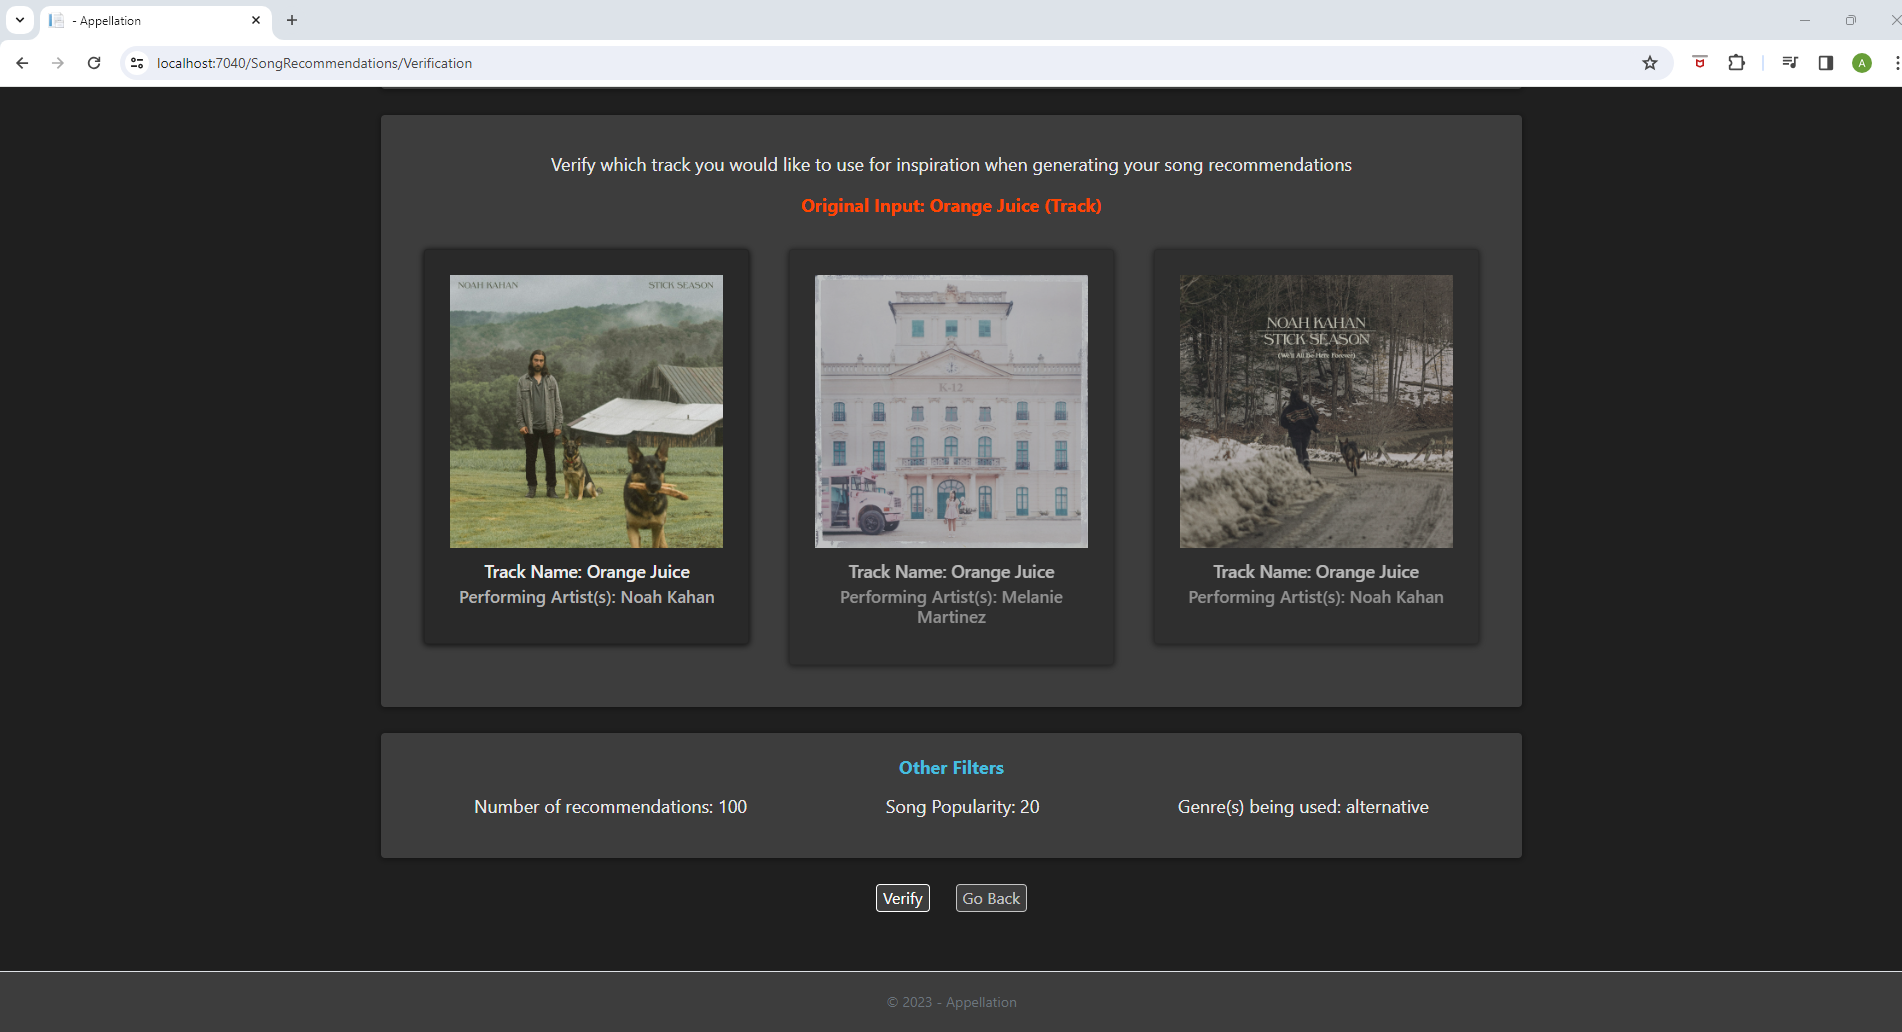 - Appellation
localhost:7040/SongRecommendations/Verification
A
Verify which track you would like to use for inspiration when generating your song recommendations
Original Input: Orange Juice (Track)
NOAH KAHAN STICK SEASON
K-12
NOAH KAHAN
STICK SEASON
(We'll All Be Here Forever)
Track Name: Orange Juice
Performing Artist(s): Noah Kahan
Track Name: Orange Juice
Performing Artist(s): Melanie
Martinez
Track Name: Orange Juice
Performing Artist(s): Noah Kahan
Other Filters
Number of recommendations: 100
Song Popularity: 20
Genre(s) being used: alternative
Verify
Go Back
© 2023 - Appellation